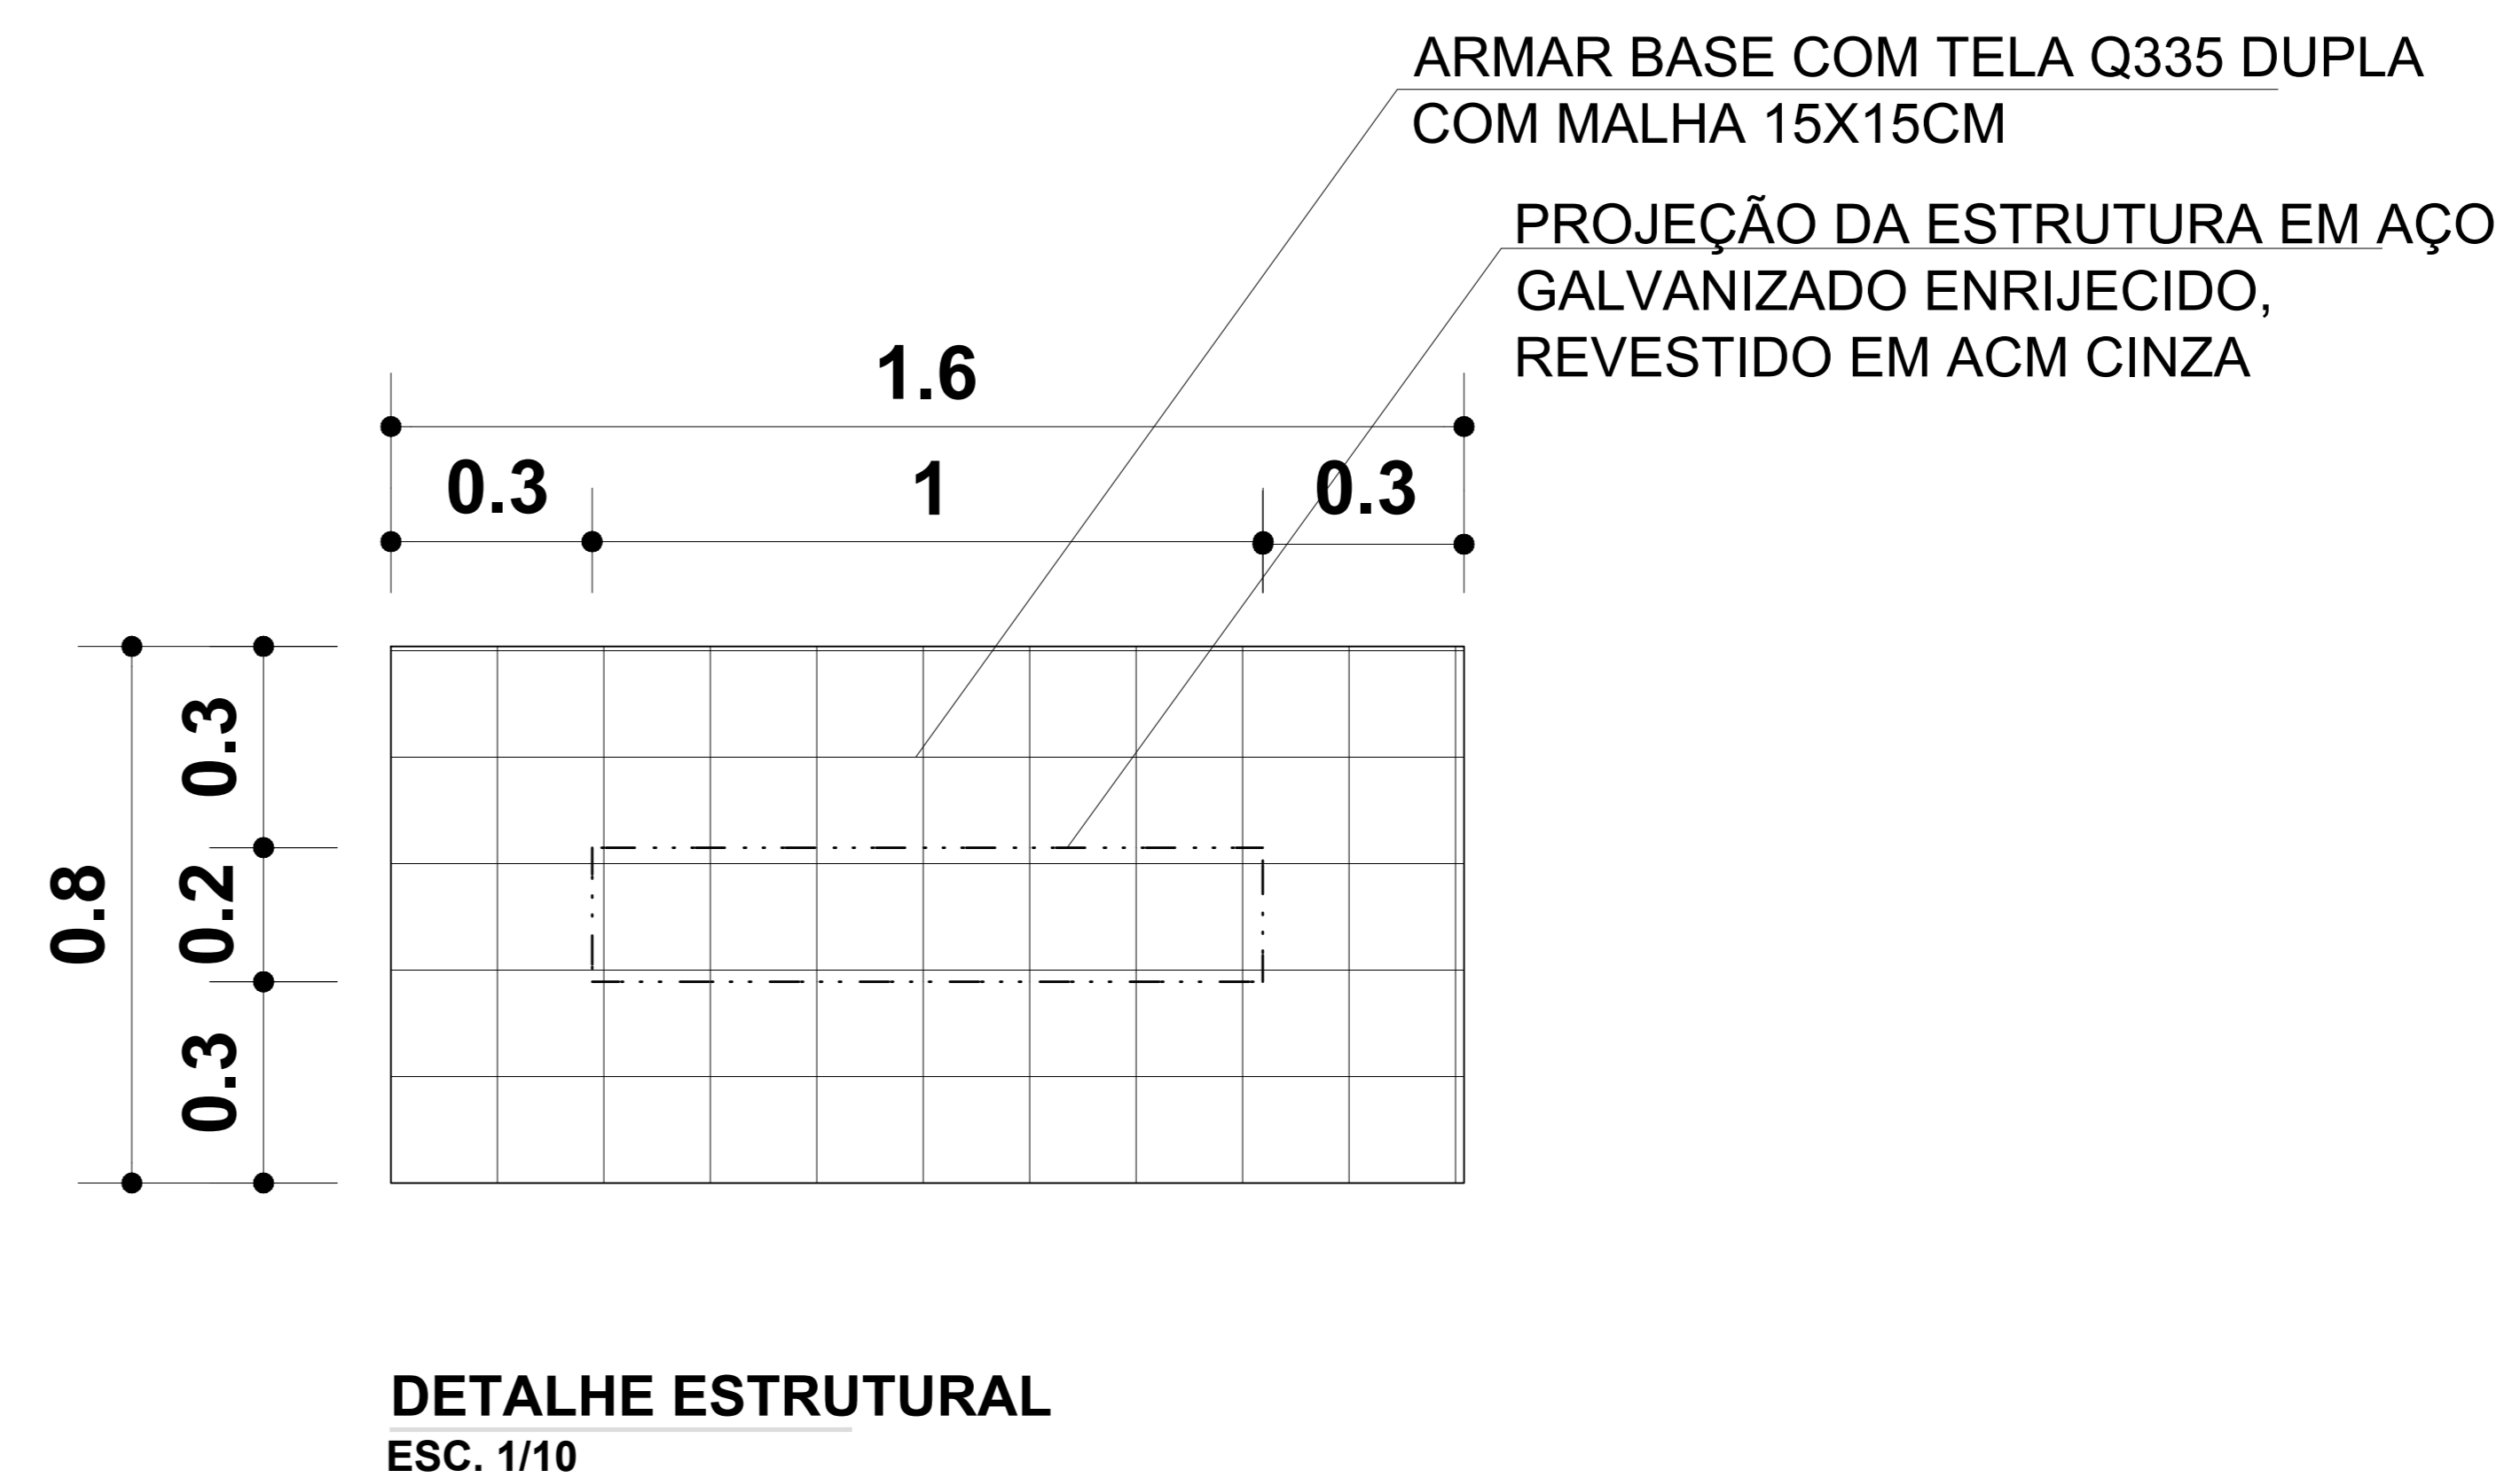 ARMAR BASE COM TELA Q335 DUPLA
COM MALHA 15X15CM
PROJEÇÃO DA ESTRUTURA EM AÇO
GALVANIZADO ENRIJECIDO,
REVESTIDO EM ACM CINZA
1.6
0.3 1 0.3
0.3
0.8 0.2
0.3
DETALHE ESTRUTURAL
ESC. 1/10